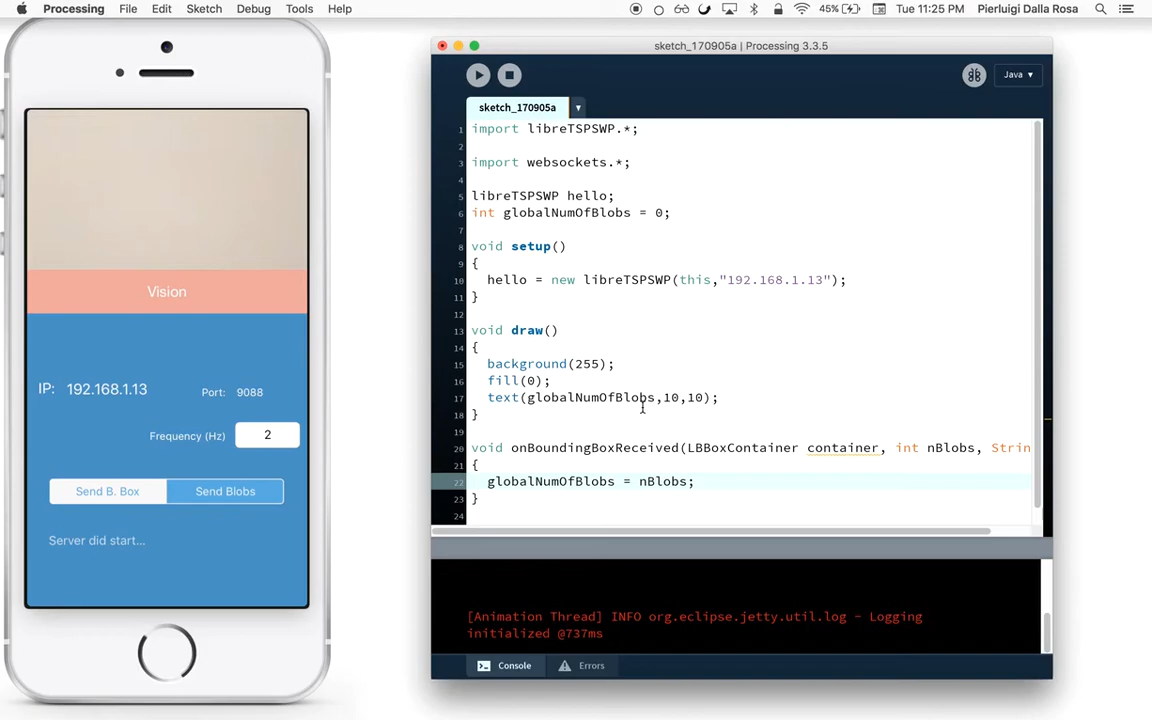 Processing File Edit Sketch Debug Tools Help 45% Tue 11:25 PM Pierluigi Dalla Rosa
sketch_170905a | Processing 3.3.5
Java
sketch_170905a
1 import libreTSPSWP.*;
2
3 import websockets.*;
4
5 libreTSPSWP hello;
6 int globalNumOfBlobs = 0;
7
8 void setup()
9 {
10 hello = new libreTSPSWP(this,"192.168.1.13");
11 }
12
13 void draw()
14 {
15 background(255);
16 fill(0);
17 text(globalNumOfBlobs,10,10);
18 }
19
20 void onBoundingBoxReceived(LBBoxContainer container, int nBlobs, Strin
21 {
22 globalNumOfBlobs = nBlobs;
23 }
24
[Animation Thread] INFO org.eclipse.jetty.util.log - Logging
initialized @737ms
Console Errors
Vision
IP: 192.168.1.13 Port: 9088
Frequency (Hz) 2
Send B. Box Send Blobs
Server did start...